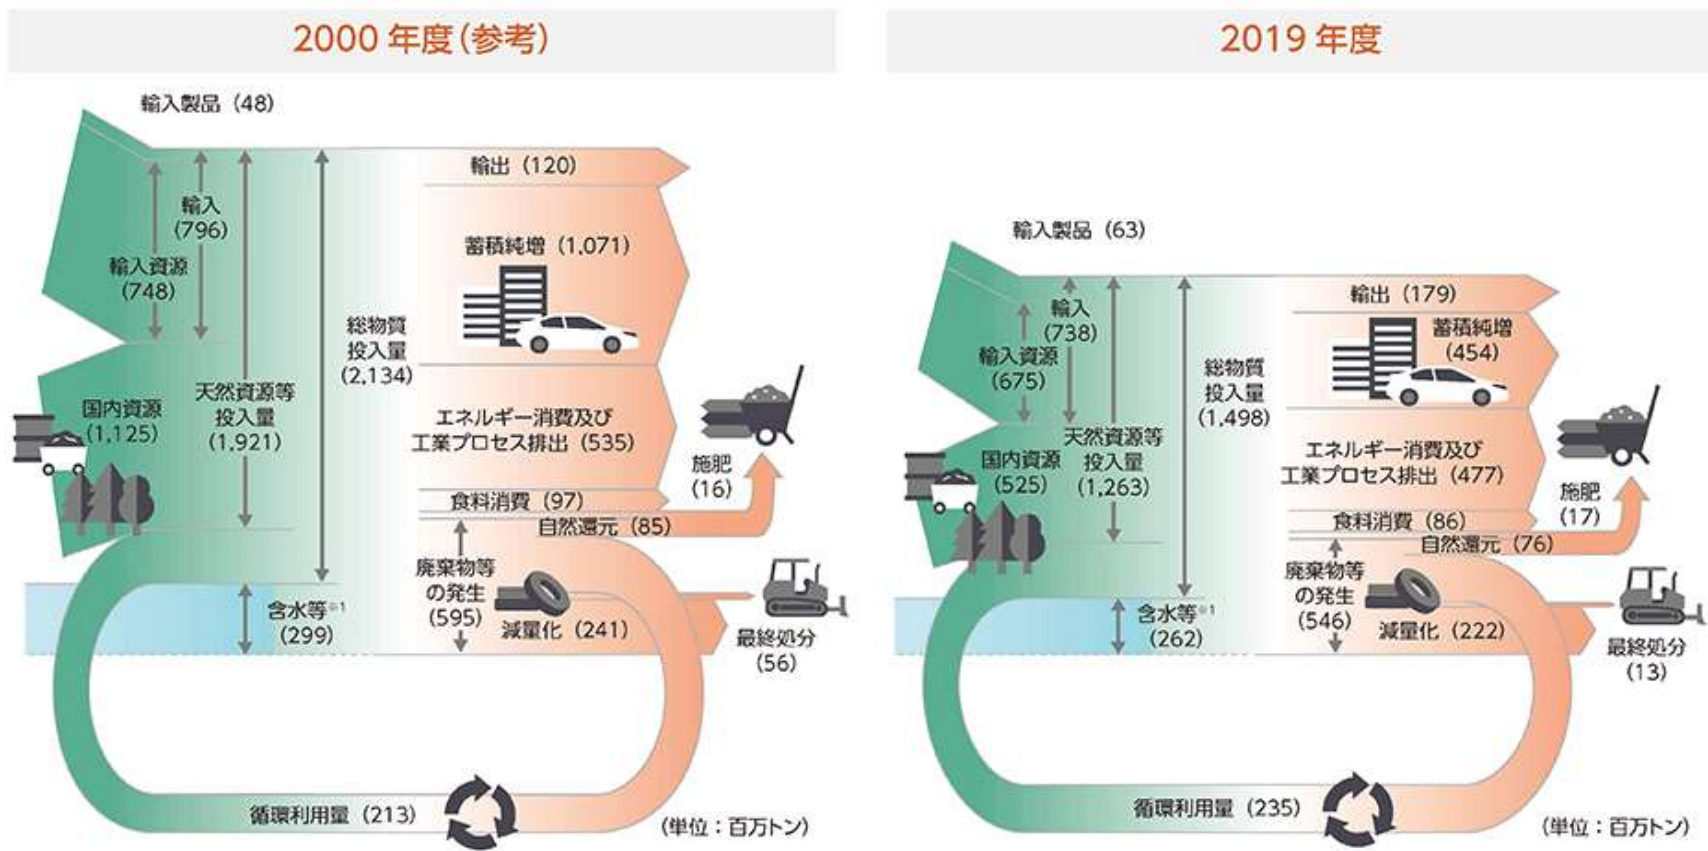 2000 年度(参考)
輸入製品 (48)
輸入
(796)
輸入資源
(748)
国内資源
(1,125)
天然資源等
投入量
(1,921)
総物質
投入量
(2,134)
含水等※1
(299)
輸出 (120)
蓄積純増 (1,071)
エネルギー消費及び
工業プロセス排出 (535)
食料消費 (97)
自然還元 (85)
施肥
(16)
廃棄物等
の発生
(595)
減量化 (241)
最終処分
(56)
循環利用量 (213)
(単位:百万トン)
2019 年度
輸入製品 (63)
輸入
(738)
輸入資源
(675)
国内資源
(525)
天然資源等
投入量
(1,263)
総物質
投入量
(1,498)
含水等※1
(262)
輸出 (179)
蓄積純増
(454)
エネルギー消費及び
工業プロセス排出 (477)
食料消費 (86)
自然還元 (76)
施肥
(17)
廃棄物等
の発生
(546)
減量化 (222)
最終処分
(13)
循環利用量 (235)
(単位:百万トン)